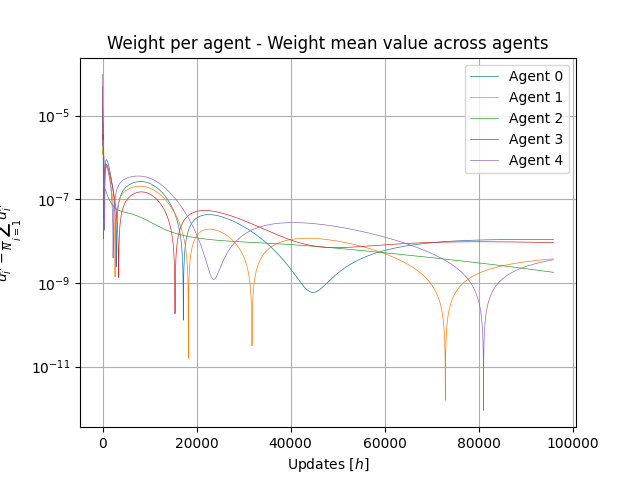 Weight per agent - Weight mean value across agents
Agent 0
Agent 1
Agent 2
Agent 3
Agent 4
10⁻⁵
10⁻⁷
10⁻⁹
10⁻¹¹
0 20000 40000 60000 80000 100000
Updates [h]